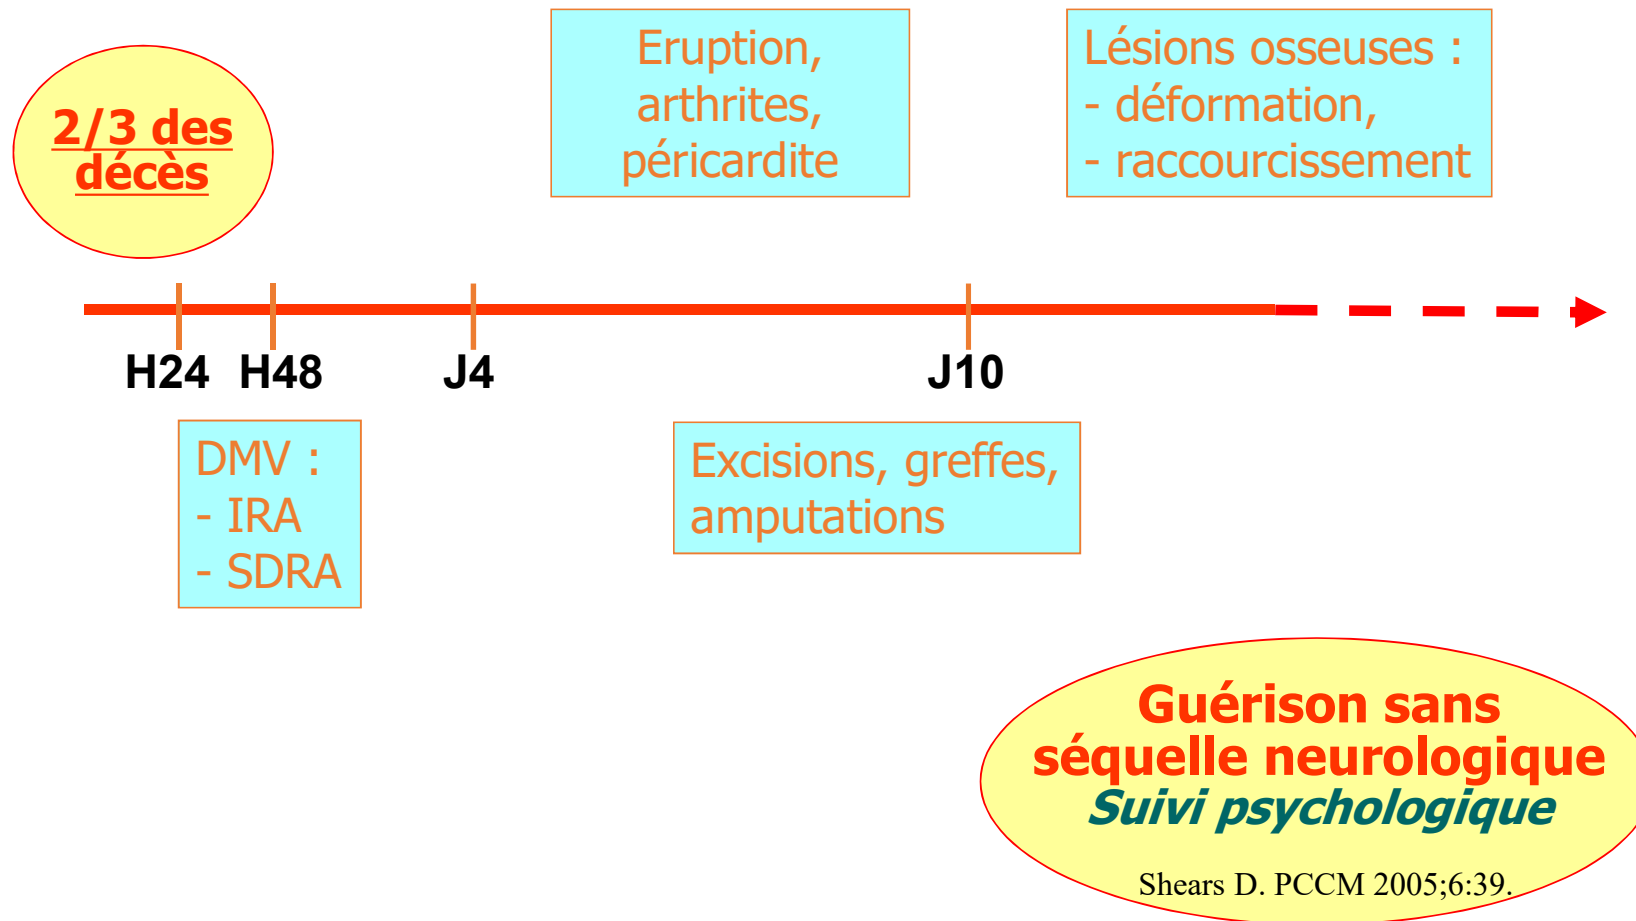 2/3 des
décès
Eruption,
arthrites,
péricardite
Lésions osseuses :
- déformation,
- raccourcissement
H24
H48
J4
J10
DMV :
- IRA
- SDRA
Excisions, greffes,
amputations
Guérison sans
séquelle neurologique
Suivi psychologique
Shears D. PCCM 2005;6:39.